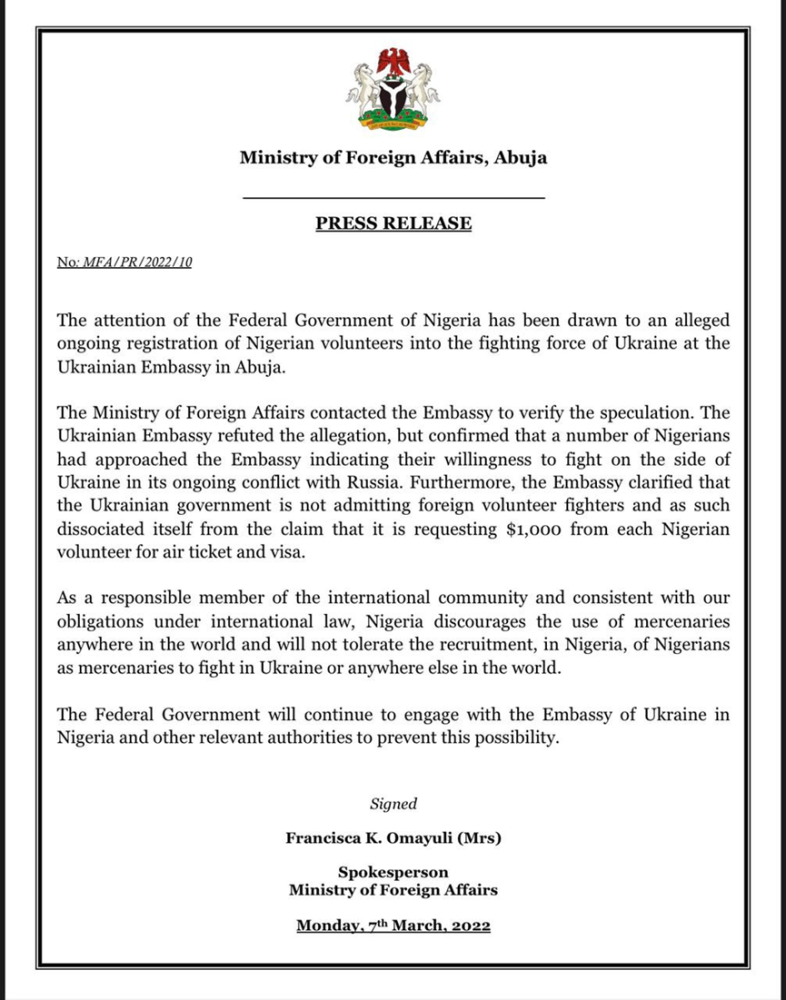 Ministry of Foreign Affairs, Abuja
PRESS RELEASE
No: MFA/PR/2022/10
The attention of the Federal Government of Nigeria has been drawn to an alleged
ongoing registration of Nigerian volunteers into the fighting force of Ukraine at the
Ukrainian Embassy in Abuja.
The Ministry of Foreign Affairs contacted the Embassy to verify the speculation. The
Ukrainian Embassy refuted the allegation, but confirmed that a number of Nigerians
had approached the Embassy indicating their willingness to fight on the side of
Ukraine in its ongoing conflict with Russia. Furthermore, the Embassy clarified that
the Ukrainian government is not admitting foreign volunteer fighters and as such
dissociated itself from the claim that it is requesting $1,000 from each Nigerian
volunteer for air ticket and visa.
As a responsible member of the international community and consistent with our
obligations under international law, Nigeria discourages the use of mercenaries
anywhere in the world and will not tolerate the recruitment, in Nigeria, of Nigerians
as mercenaries to fight in Ukraine or anywhere else in the world.
The Federal Government will continue to engage with the Embassy of Ukraine in
Nigeria and other relevant authorities to prevent this possibility.
Signed
Francisca K. Omayuli (Mrs)
Spokesperson
Ministry of Foreign Affairs
Monday, 7th March, 2022